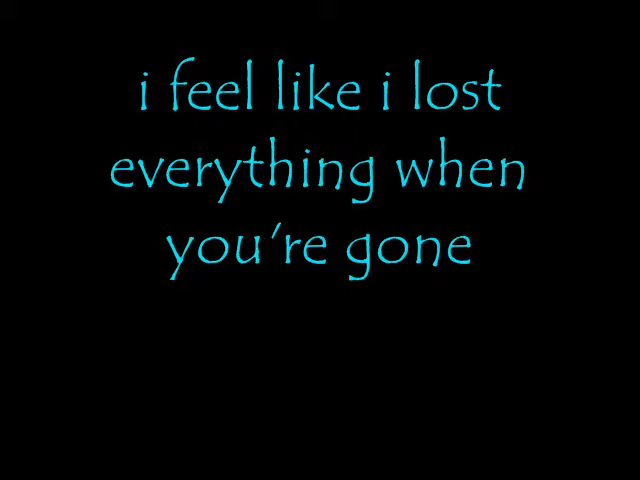 i feel like i lost
everything when
you're gone